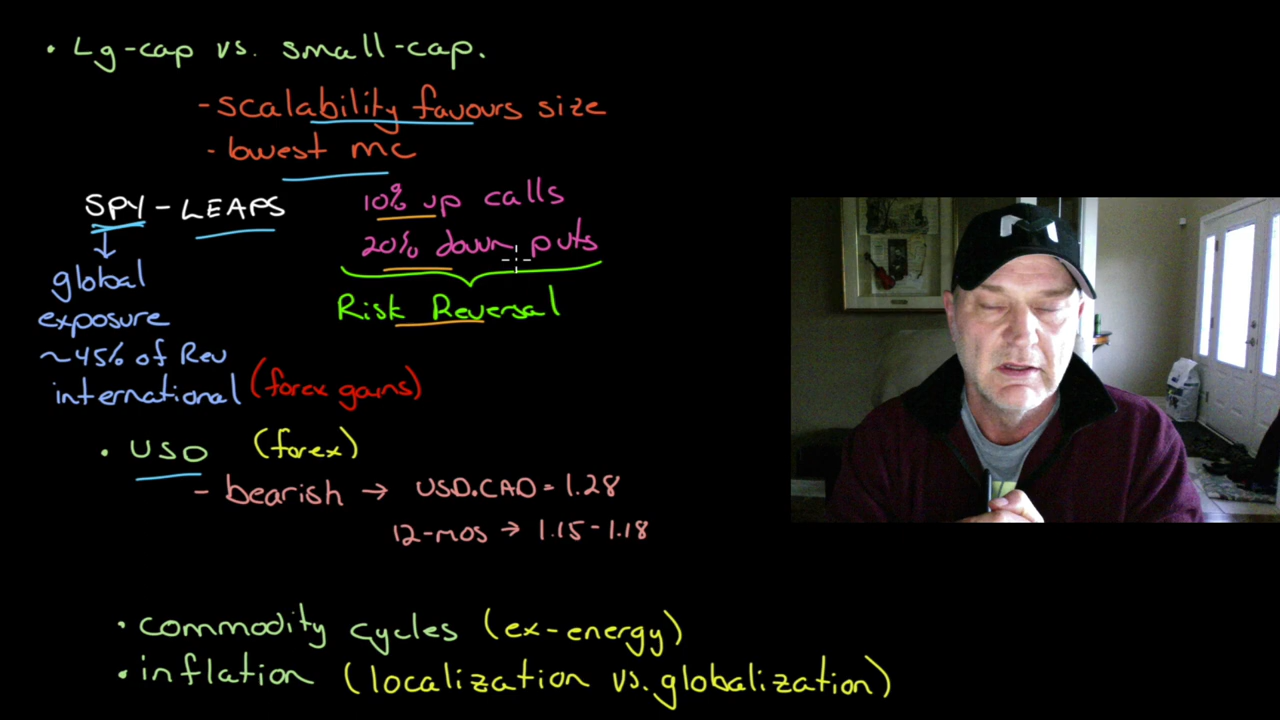 • Lg-cap vs. small-cap.
- scalability favours size
- lowest mc
SPY - LEAPS
10% up calls
20% down puts
Risk Reversal
global
exposure
~45% of Rev
international (forex gains)
• USD (forex)
- bearish → USD.CAD = 1.28
12-mos → 1.15 - 1.18
• commodity cycles (ex-energy)
• inflation (localization vs. globalization)